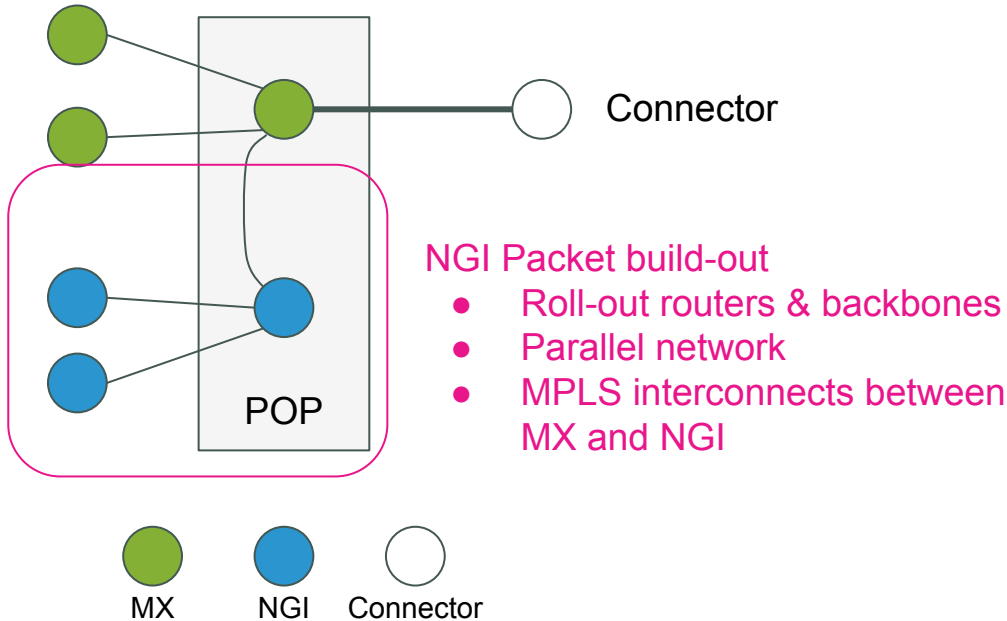 Connector
NGI Packet build-out
● Roll-out routers & backbones
● Parallel network
● MPLS interconnects between
MX and NGI
POP
MX NGI Connector